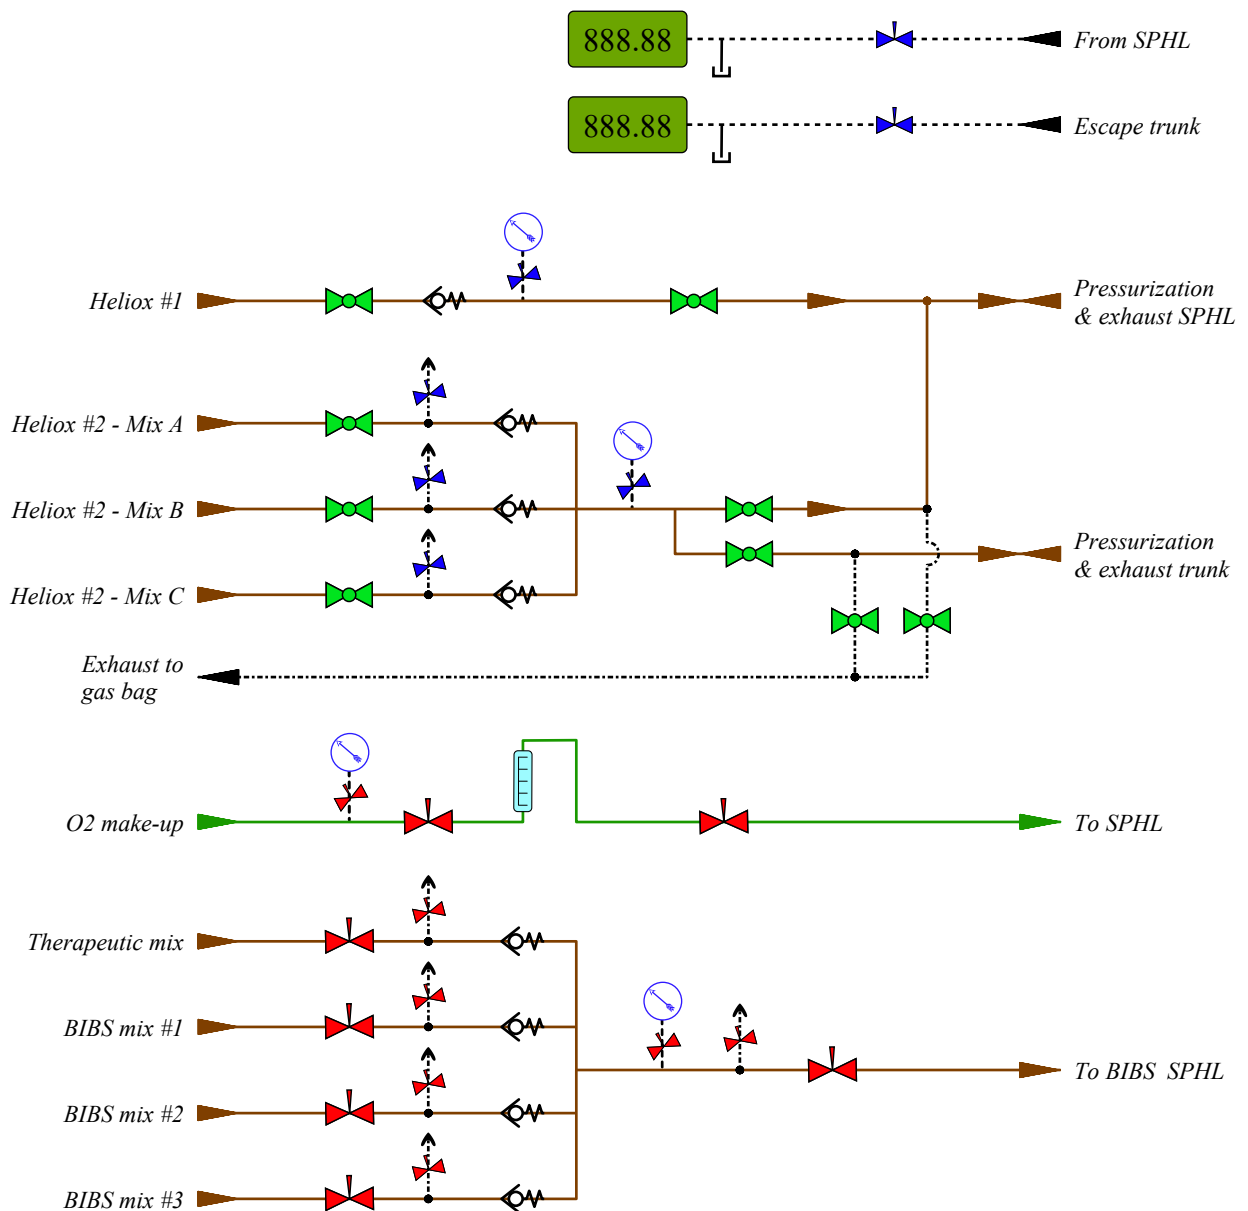 888.88
From SPHL
888.88
Escape trunk
Heliox #1
Pressurization
& exhaust SPHL
Heliox #2 - Mix A
Heliox #2 - Mix B
Pressurization
& exhaust trunk
Heliox #2 - Mix C
Exhaust to
gas bag
O2 make-up
To SPHL
Therapeutic mix
BIBS mix #1
To BIBS  SPHL
BIBS mix #2
BIBS mix #3